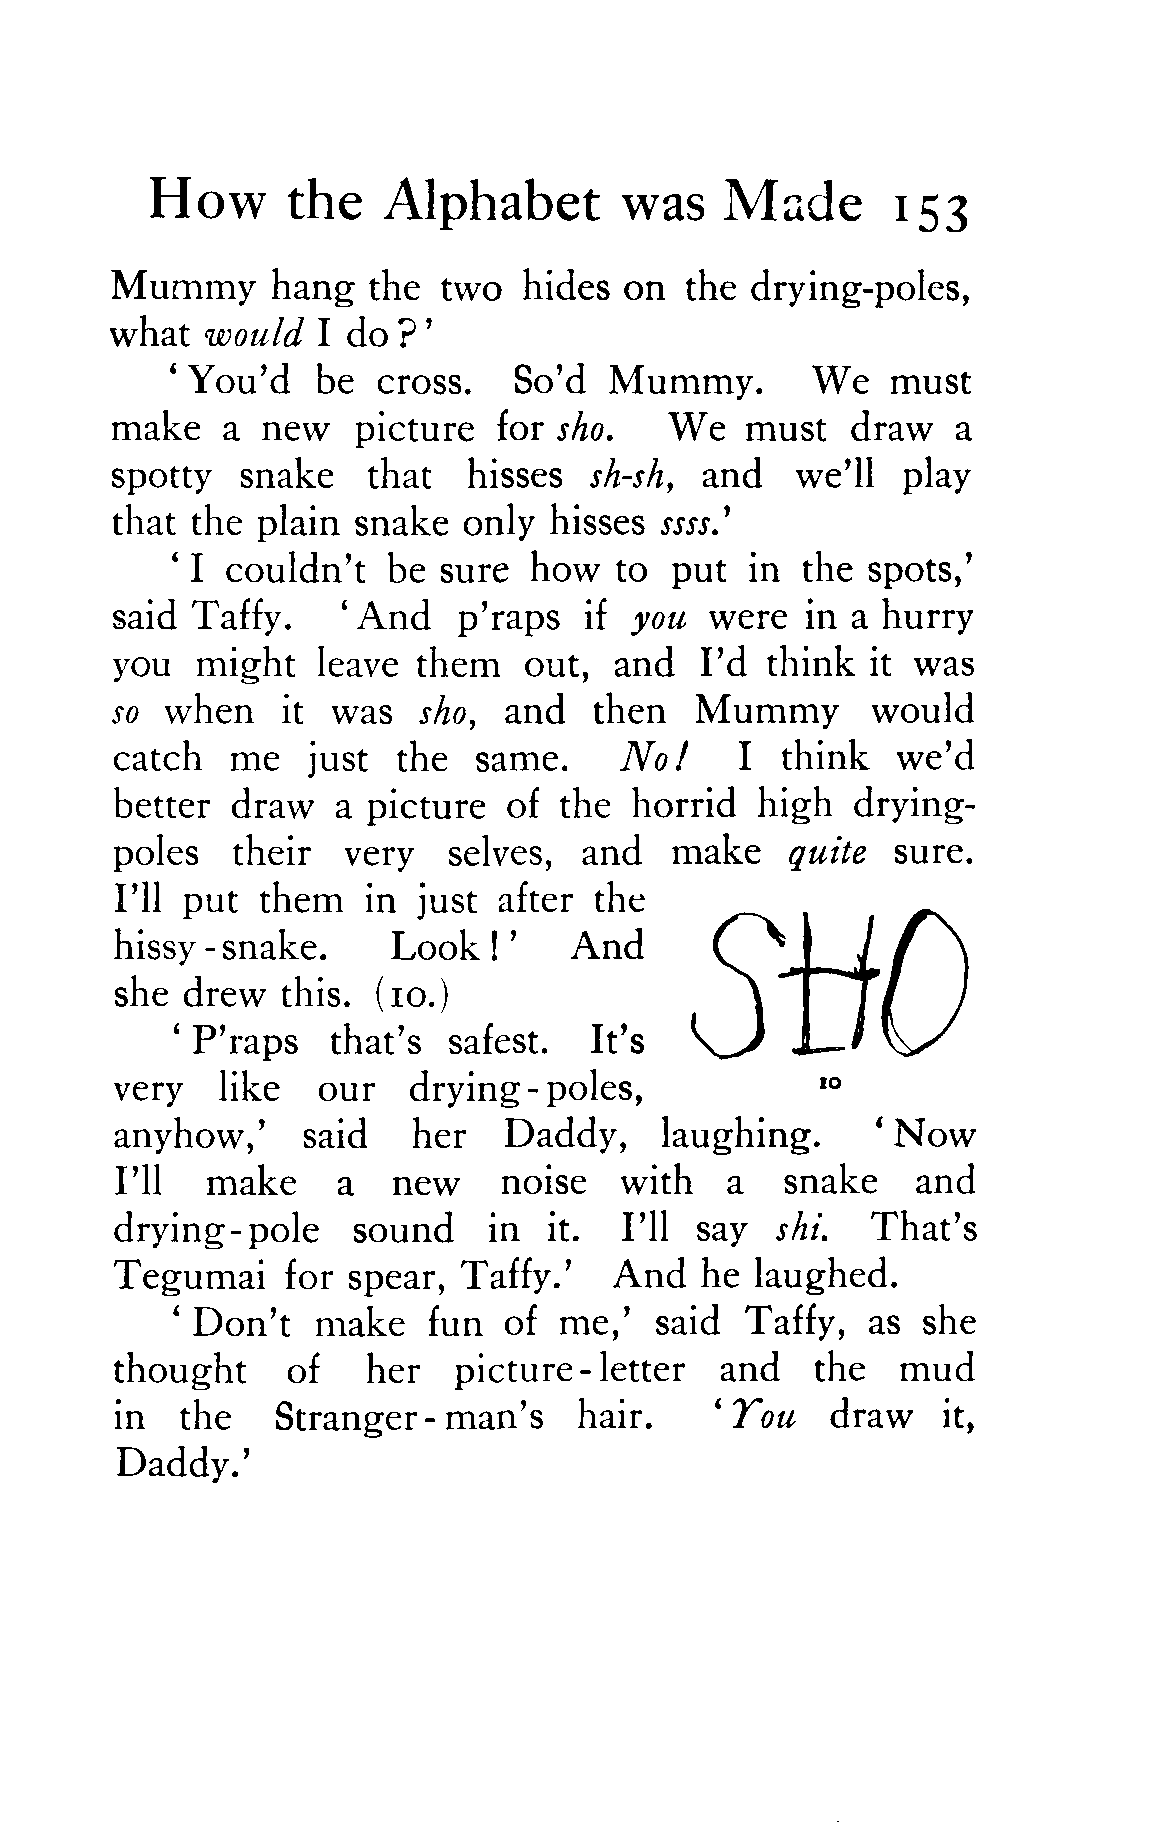 How the Alphabet was Made 153
Mummy hang the two hides on the drying-poles,
what would I do?’
‘You’d be cross. So’d Mummy. We must
make a new picture for sho. We must draw a
spotty snake that hisses sh-sh, and we’ll play
that the plain snake only hisses ssss.’
‘I couldn’t be sure how to put in the spots,’
said Taffy. ‘And p’raps if you were in a hurry
you might leave them out, and I’d think it was
so when it was sho, and then Mummy would
catch me just the same. No! I think we’d
better draw a picture of the horrid high drying-
poles their very selves, and make quite sure.
I’ll put them in just after the
hissy-snake. Look!’ And
she drew this. (10.)
SHO
10
‘P’raps that’s safest. It’s
very like our drying-poles,
anyhow,’ said her Daddy, laughing. ‘Now
I’ll make a new noise with a snake and
drying-pole sound in it. I’ll say shi. That’s
Tegumai for spear, Taffy.’ And he laughed.
‘Don’t make fun of me,’ said Taffy, as she
thought of her picture-letter and the mud
in the Stranger-man’s hair. ‘You draw it,
Daddy.’